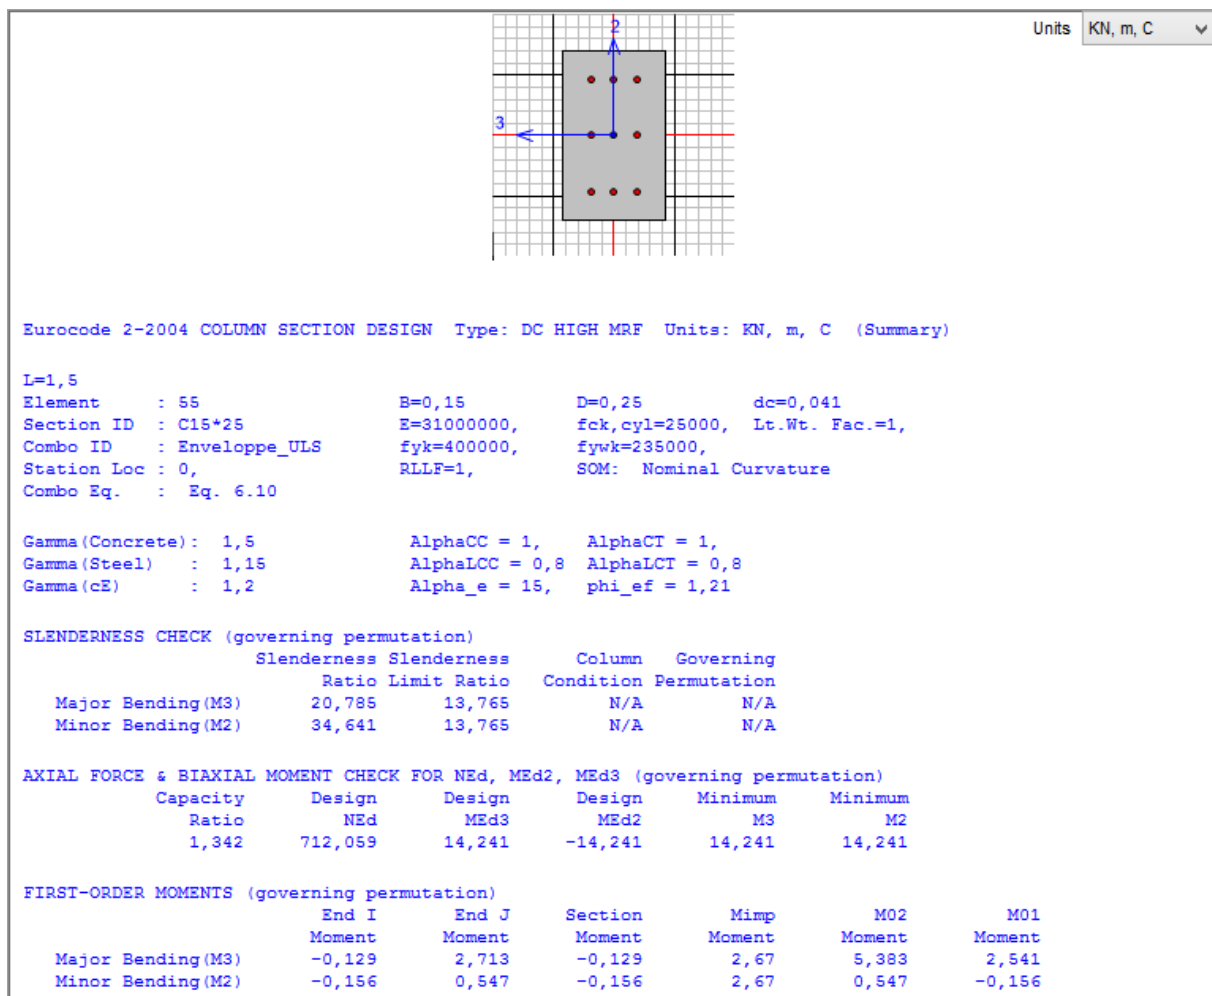 Units KN, m, C
2
3
Eurocode 2-2004 COLUMN SECTION DESIGN Type: DC HIGH MRF Units: KN, m, C (Summary)
L=1,5
Element : 55 B=0,15 D=0,25 dc=0,041
Section ID : C15*25 E=31000000, fck,cyl=25000, Lt.Wt. Fac.=1,
Combo ID : Enveloppe_ULS fyk=400000, fywk=235000,
Station Loc : 0, RLLF=1, SOM: Nominal Curvature
Combo Eq. : Eq. 6.10
Gamma(Concrete): 1,5 AlphaCC = 1, AlphaCT = 1,
Gamma(Steel) : 1,15 AlphaLCC = 0,8 AlphaLCT = 0,8
Gamma(cE) : 1,2 Alpha_e = 15, phi_ef = 1,21
SLENDERNESS CHECK (governing permutation)
Slenderness Slenderness Column Governing
Ratio Limit Ratio Condition Permutation
Major Bending(M3) 20,785 13,765 N/A N/A
Minor Bending(M2) 34,641 13,765 N/A N/A
AXIAL FORCE & BIAXIAL MOMENT CHECK FOR NEd, MEd2, MEd3 (governing permutation)
Capacity Design Design Design Minimum Minimum
Ratio NEd MEd3 MEd2 M3 M2
1,342 712,059 14,241 -14,241 14,241 14,241
FIRST-ORDER MOMENTS (governing permutation)
End I End J Section Mimp M02 M01
Moment Moment Moment Moment Moment Moment
Major Bending(M3) -0,129 2,713 -0,129 2,67 5,383 2,541
Minor Bending(M2) -0,156 0,547 -0,156 2,67 0,547 -0,156